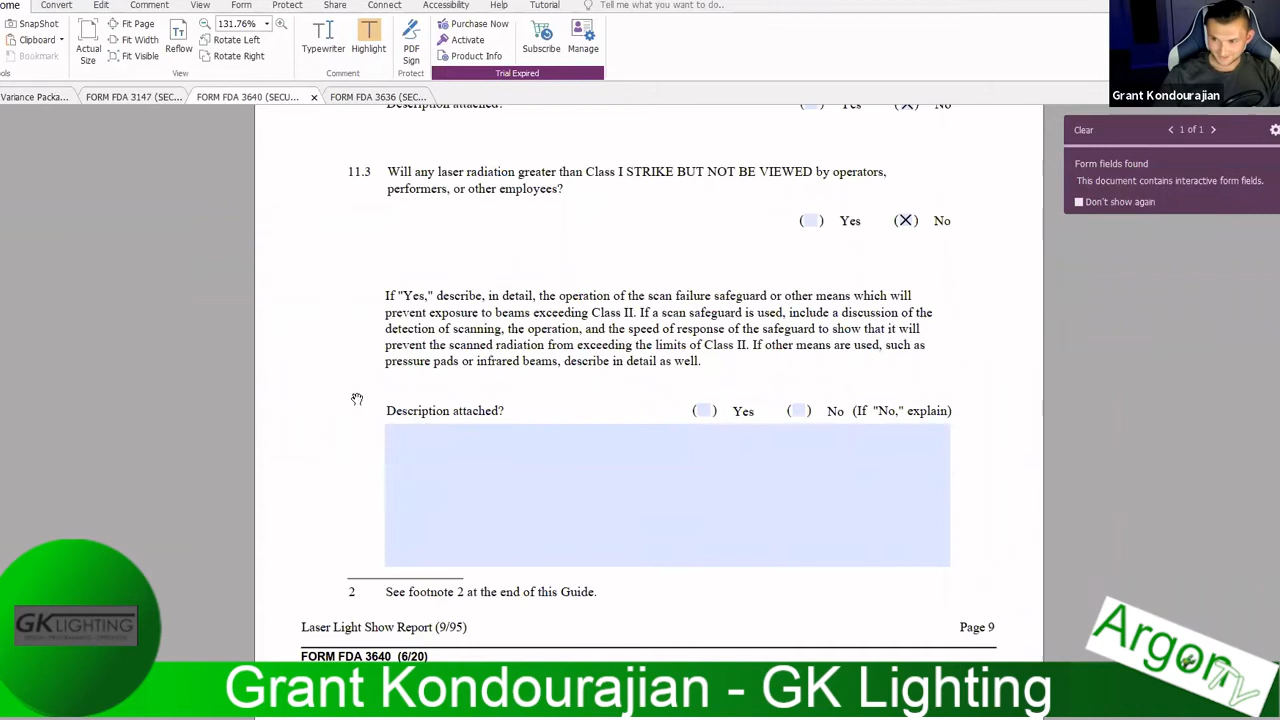 ome
Convert
Edit
Comment
View
Form
Protect
Share
Connect
Accessibility
Help
Tutorial
Tell me what you want to do...
SnapShot
Clipboard
Bookmark
ols
Actual
Size
Fit Page
Fit Width
Fit Visible
Reflow
131.76%
Rotate Left
Rotate Right
View
Typewriter
Highlight
Comment
PDF
Sign
Protect
Purchase Now
Activate
Product Info
Subscribe
Manage
Trial Expired
Variance Packa...
FORM FDA 3147 (SEC...
FORM FDA 3640 (SECU...
FORM FDA 3636 (SEC...
Grant Kondourajian
Clear
1 of 1
Form fields found
This document contains interactive form fields.
Don't show again
Description attached? ( ) Yes (X) No
11.3 Will any laser radiation greater than Class I STRIKE BUT NOT BE VIEWED by operators,
performers, or other employees?
( ) Yes (X) No
If "Yes," describe, in detail, the operation of the scan failure safeguard or other means which will
prevent exposure to beams exceeding Class II. If a scan safeguard is used, include a discussion of the
detection of scanning, the operation, and the speed of response of the safeguard to show that it will
prevent the scanned radiation from exceeding the limits of Class II. If other means are used, such as
pressure pads or infrared beams, describe in detail as well.
Description attached? ( ) Yes ( ) No (If "No," explain)
2 See footnote 2 at the end of this Guide.
Laser Light Show Report (9/95) Page 9
FORM FDA 3640 (6/20)
GK LIGHTING
Grant Kondourajian - GK Lighting
Argon
TV